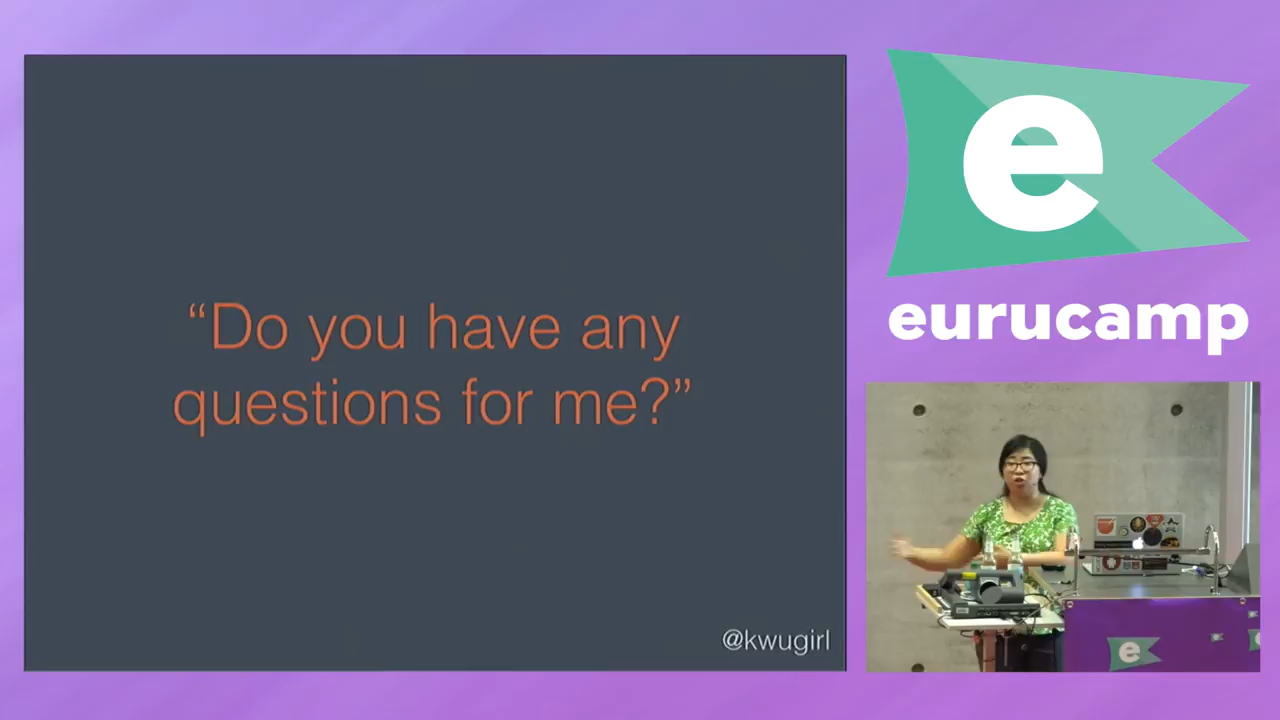 “Do you have any
questions for me?”
@kwugirl
e
eurucamp
e